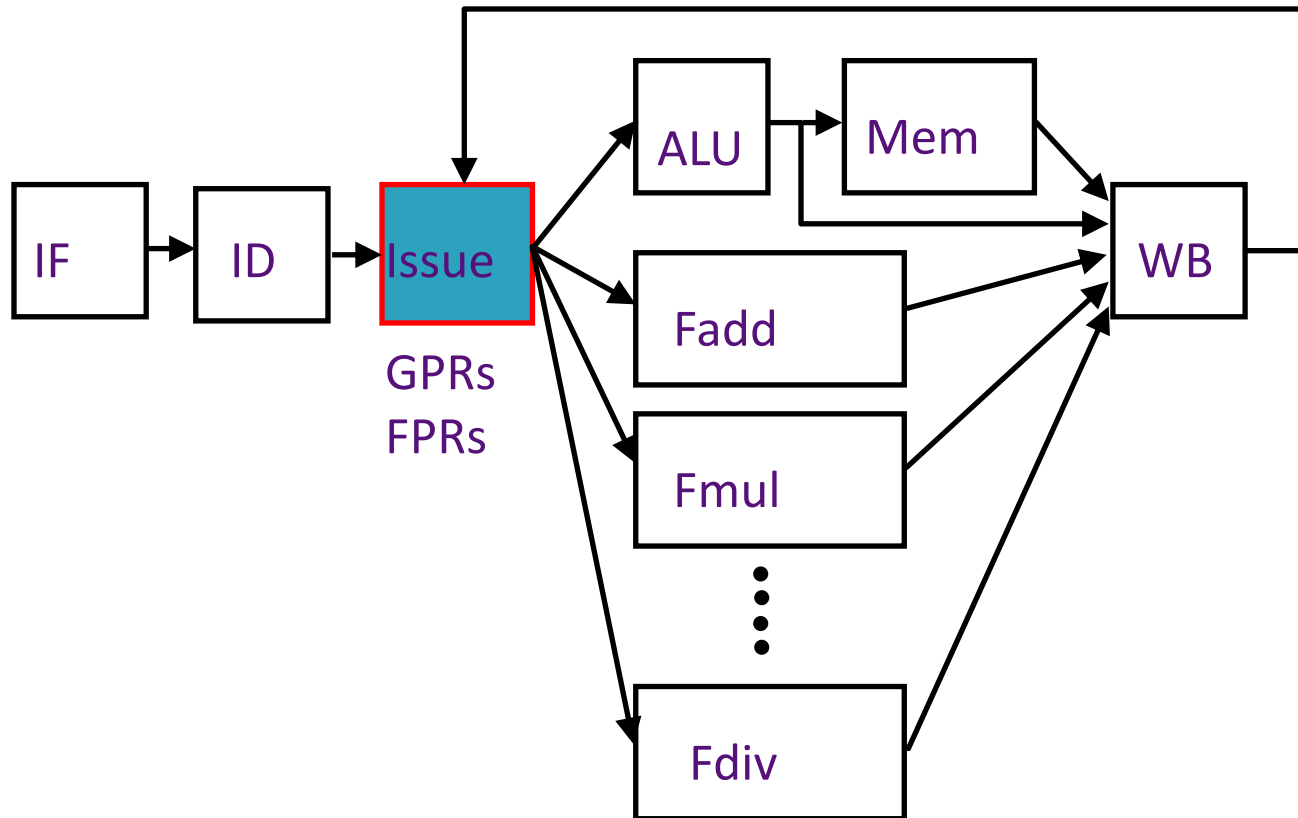 IF
ID
Issue
GPRs
FPRs
ALU
Mem
Fadd
Fmul
Fdiv
WB